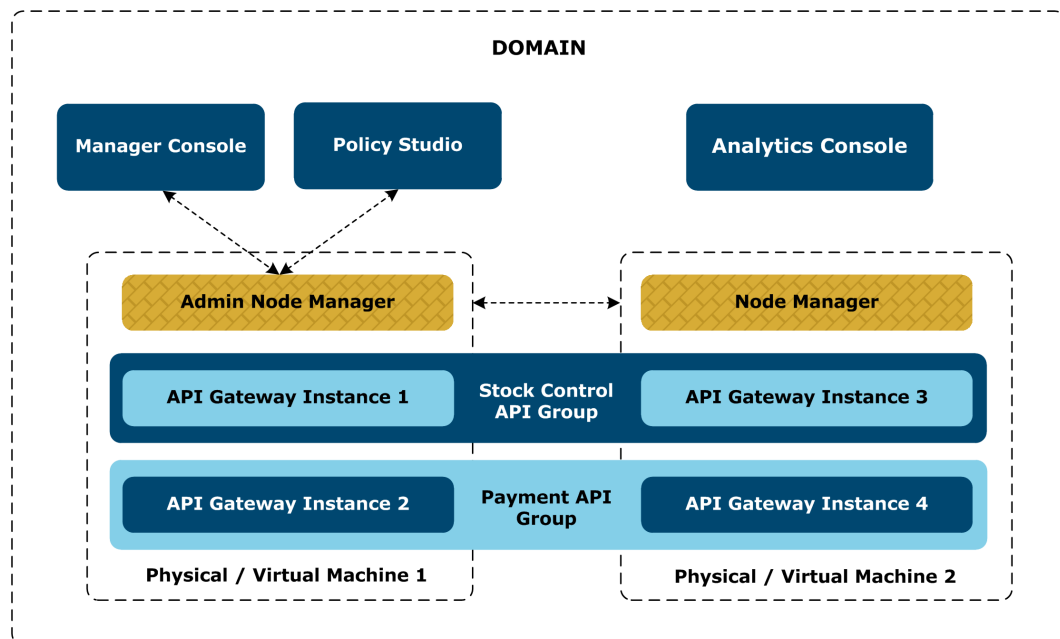 DOMAIN
Manager Console
Policy Studio
Analytics Console
Admin Node Manager
Node Manager
API Gateway Instance 1
Stock Control
API Group
API Gateway Instance 3
API Gateway Instance 2
Payment API
Group
API Gateway Instance 4
Physical / Virtual Machine 1
Physical / Virtual Machine 2